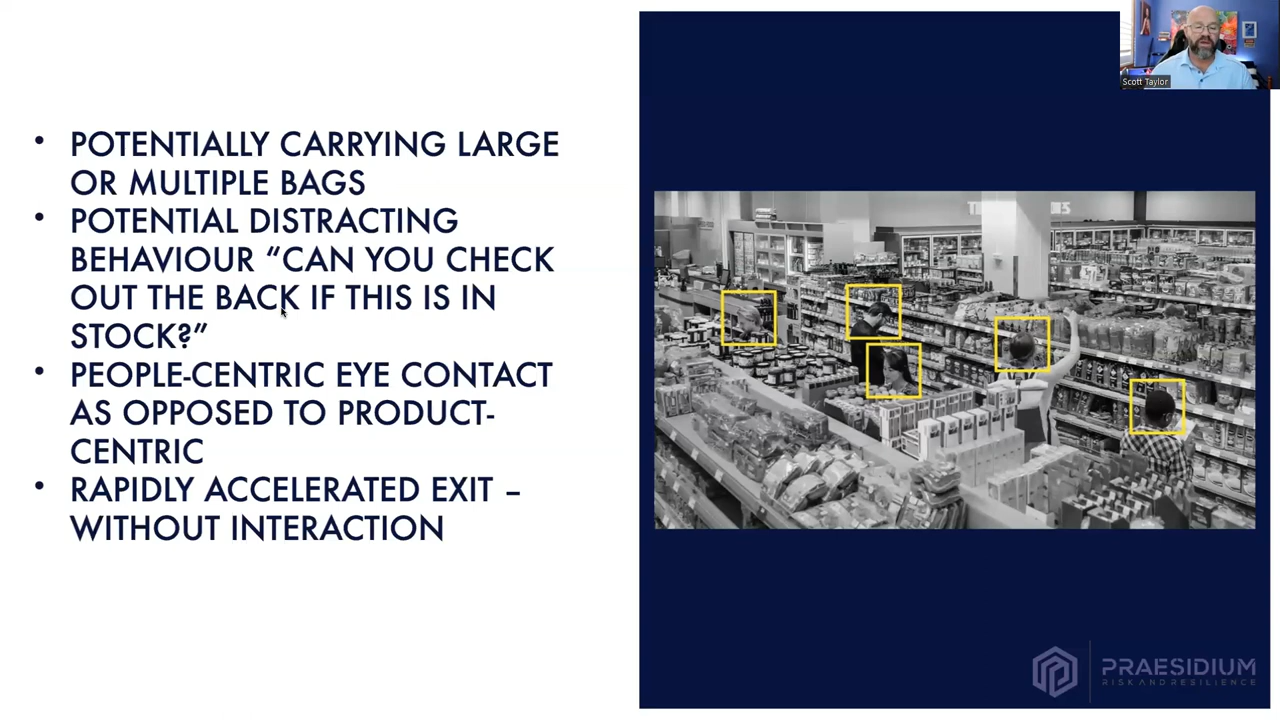 Scott Taylor
• POTENTIALLY CARRYING LARGE
OR MULTIPLE BAGS
• POTENTIAL DISTRACTING
BEHAVIOUR “CAN YOU CHECK
OUT THE BACK IF THIS IS IN
STOCK?”
• PEOPLE-CENTRIC EYE CONTACT
AS OPPOSED TO PRODUCT-
CENTRIC
• RAPIDLY ACCELERATED EXIT –
WITHOUT INTERACTION
PRAESIDIUM
RISK AND RESILIENCE